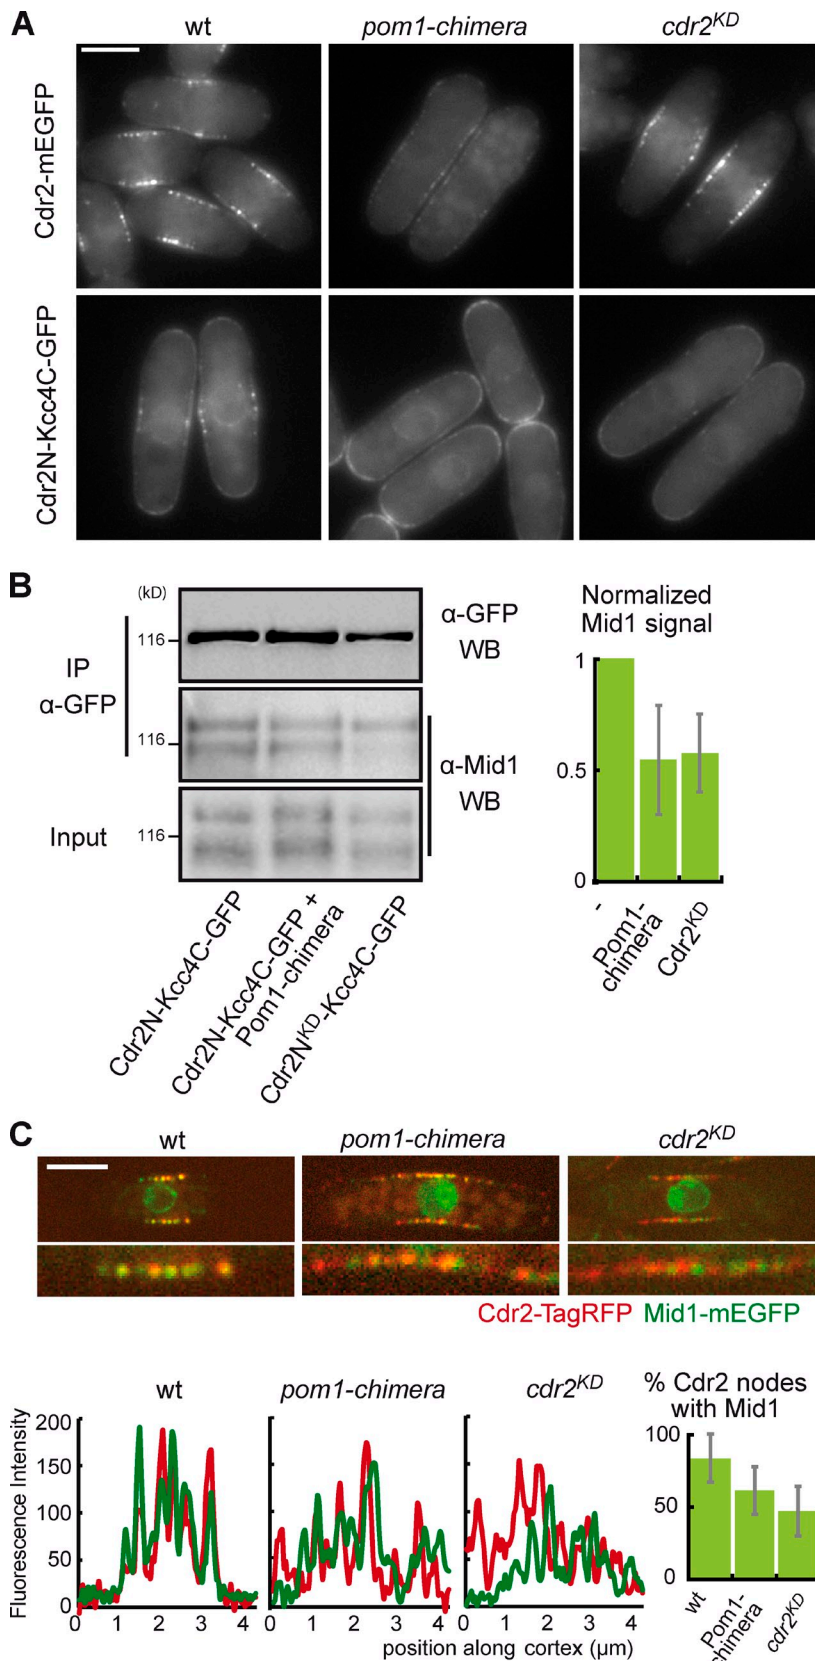 A
wt
pom1-chimera
cdr2KD
Cdr2-mEGFP
Cdr2N-Kcc4C-GFP
B
(kD)
IP
α-GFP
116
α-GFP
WB
116
α-Mid1
WB
Input
116
Cdr2N-Kcc4C-GFP
Cdr2N-Kcc4C-GFP +
Pom1-chimera
Cdr2NKD-Kcc4C-GFP
Normalized
Mid1 signal
1
0.5
0
-
Pom1-
chimera
Cdr2KD
C
wt
pom1-chimera
cdr2KD
Cdr2-TagRFP Mid1-mEGFP
wt
pom1-chimera
cdr2KD
Fluorescence Intensity
200
150
100
50
0
0 1 2 3 4
0 1 2 3 4
0 1 2 3 4
position along cortex (µm)
% Cdr2 nodes
with Mid1
100
50
0
wt
Pom1-
chimera
cdr2KD